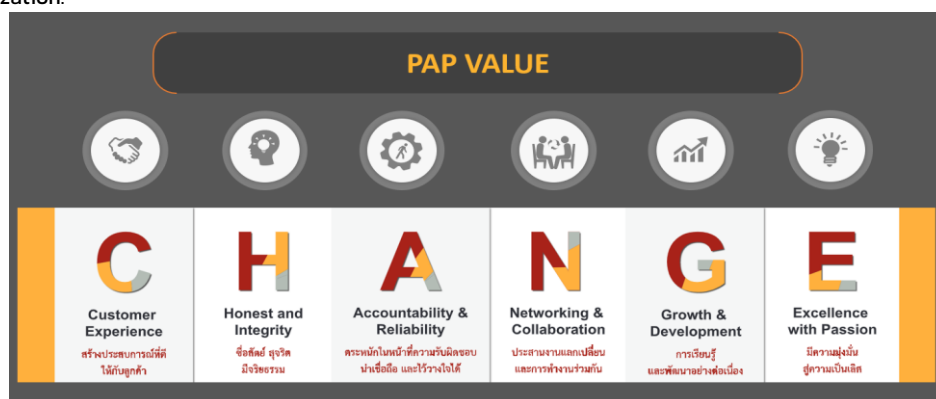 zation.
PAP VALUE
C
Customer
Experience
สร้างประสบการณ์ที่ดี
ให้กับลูกค้า
H
Honest and
Integrity
ซื่อสัตย์ สุจริต
มีจริยธรรม
A
Accountability &
Reliability
ตระหนักในหน้าที่ความรับผิดชอบ
น่าเชื่อถือ และไว้วางใจได้
N
Networking &
Collaboration
ประสานงานแลกเปลี่ยน
และการทำงานร่วมกัน
G
Growth &
Development
การเรียนรู้
และพัฒนาอย่างต่อเนื่อง
E
Excellence
with Passion
มีความมุ่งมั่น
สู่ความเป็นเลิศ